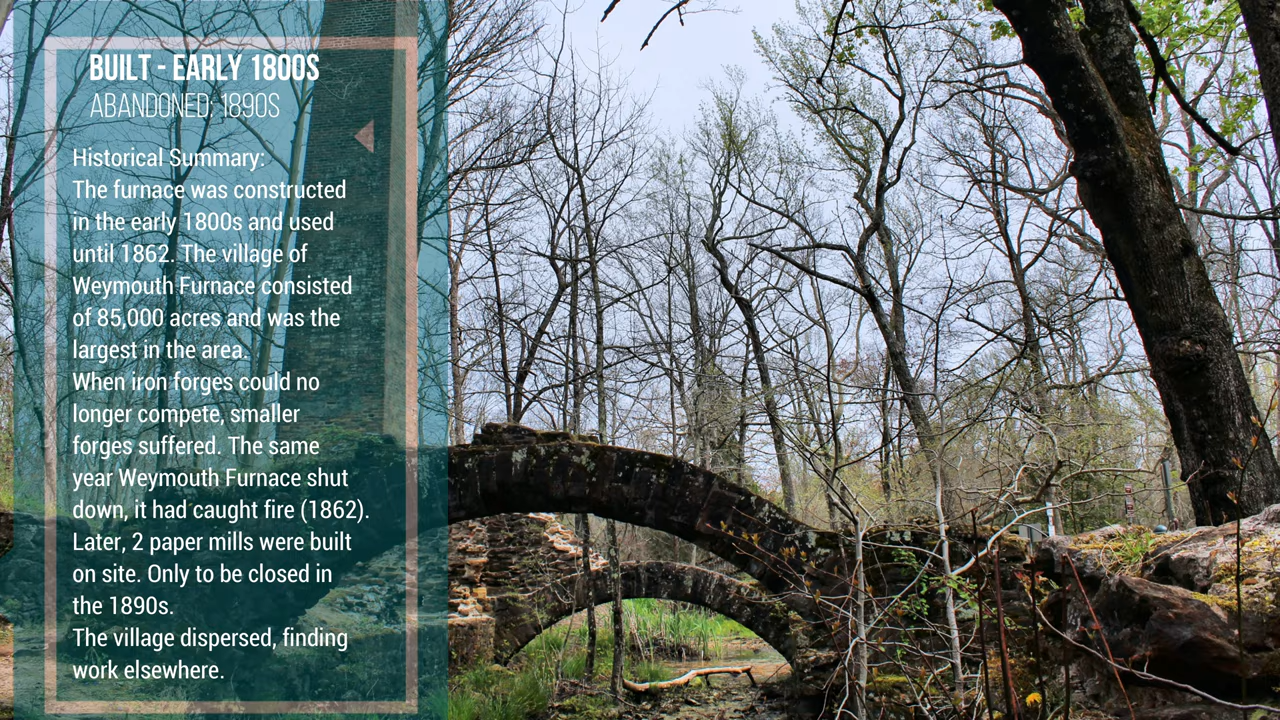 BUILT - EARLY 1800S
ABANDONED: 1890S
Historical Summary:
The furnace was constructed
in the early 1800s and used
until 1862. The village of
Weymouth Furnace consisted
of 85,000 acres and was the
largest in the area.
When iron forges could no
longer compete, smaller
forges suffered. The same
year Weymouth Furnace shut
down, it had caught fire (1862).
Later, 2 paper mills were built
on site. Only to be closed in
the 1890s.
The village dispersed, finding
work elsewhere.